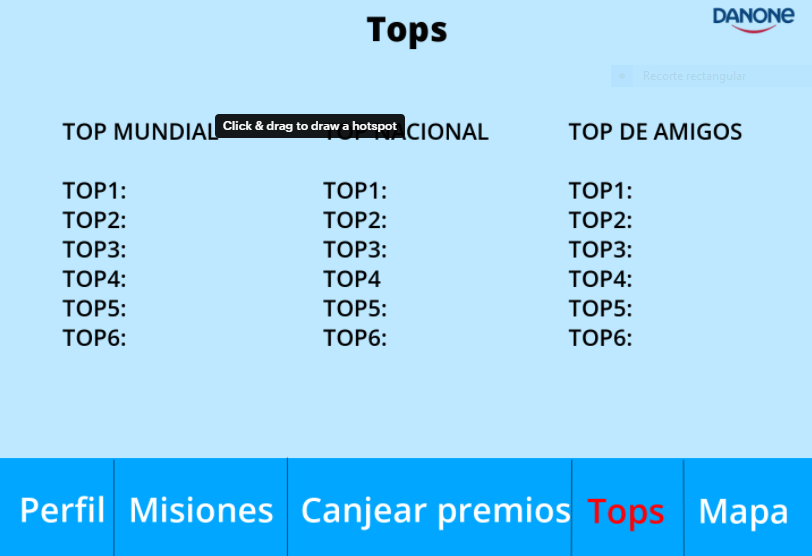 Tops
DANONE
Recorte rectangular
Click & drag to draw a hotspot
TOP MUNDIAL
TOP NACIONAL
TOP DE AMIGOS
TOP1:
TOP2:
TOP3:
TOP4:
TOP5:
TOP6:
TOP1:
TOP2:
TOP3:
TOP4
TOP5:
TOP6:
TOP1:
TOP2:
TOP3:
TOP4:
TOP5:
TOP6:
Perfil
Misiones
Canjear premios
Tops
Mapa